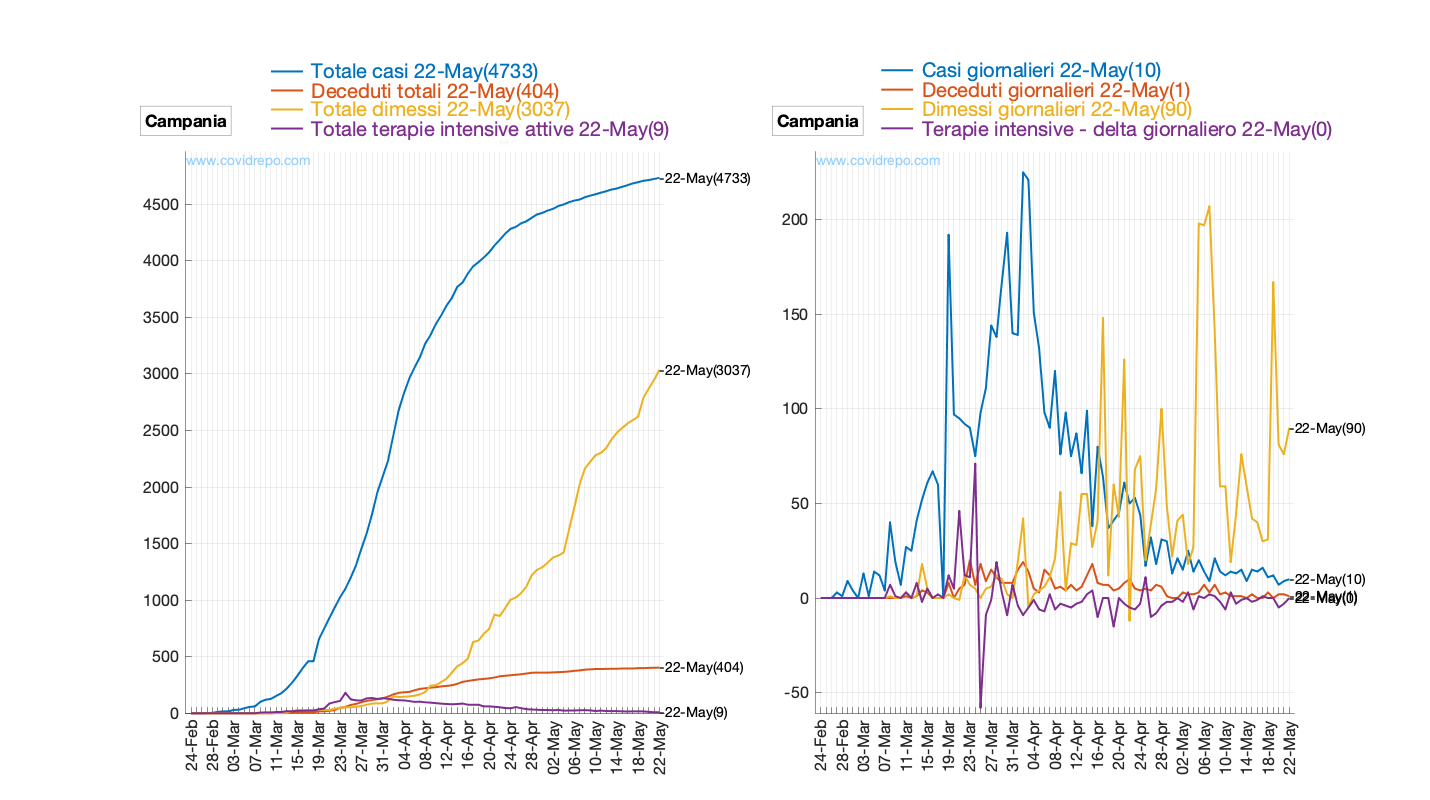 Totale casi 22-May(4733)
Deceduti totali 22-May(404)
Totale dimessi 22-May(3037)
Totale terapie intensive attive 22-May(9)
Campania
www.covidrepo.com
22-May(4733)
22-May(3037)
22-May(404)
22-May(9)
4500
4000
3500
3000
2500
2000
1500
1000
500
0
24-Feb
28-Feb
03-Mar
07-Mar
11-Mar
15-Mar
19-Mar
23-Mar
27-Mar
31-Mar
04-Apr
08-Apr
12-Apr
16-Apr
20-Apr
24-Apr
28-Apr
02-May
06-May
10-May
14-May
18-May
22-May
Casi giornalieri 22-May(10)
Deceduti giornalieri 22-May(1)
Dimessi giornalieri 22-May(90)
Terapie intensive - delta giornaliero 22-May(0)
Campania
www.covidrepo.com
22-May(90)
22-May(10)
22-May(1)
22-May(0)
200
150
100
50
0
-50
24-Feb
28-Feb
03-Mar
07-Mar
11-Mar
15-Mar
19-Mar
23-Mar
27-Mar
31-Mar
04-Apr
08-Apr
12-Apr
16-Apr
20-Apr
24-Apr
28-Apr
02-May
06-May
10-May
14-May
18-May
22-May